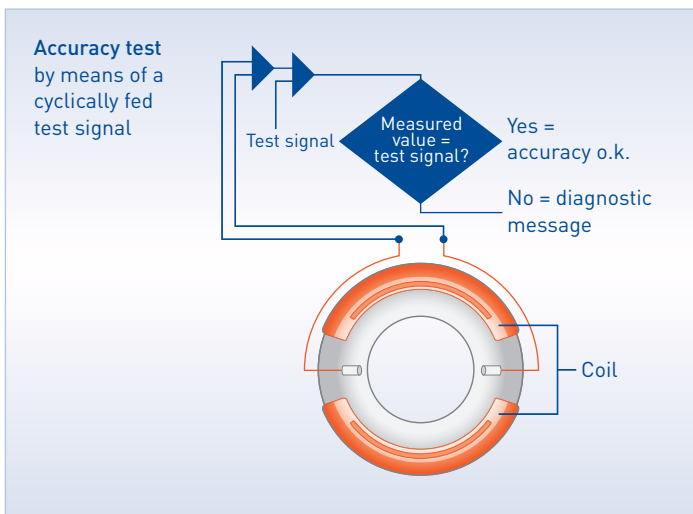 Accuracy test
by means of a
cyclically fed
test signal
Test signal
Measured
value =
test signal?
Yes =
accuracy o.k.
No = diagnostic
message
Coil